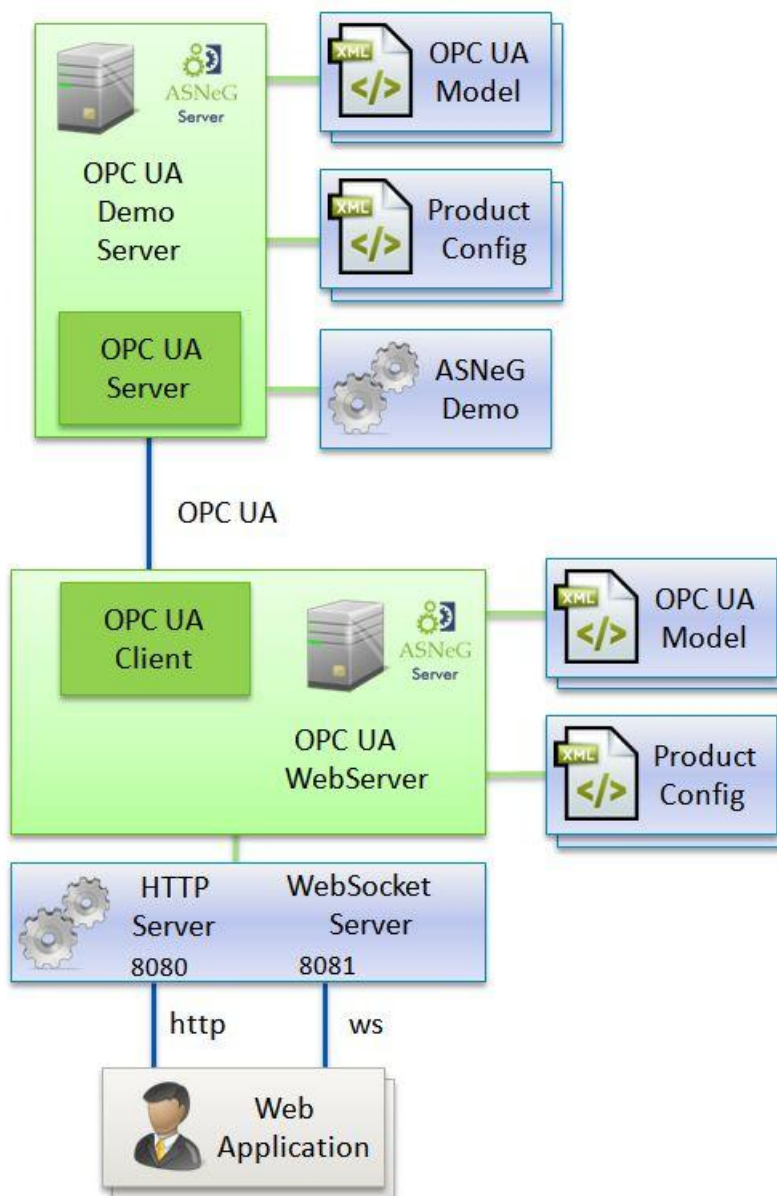 ASNeG
Server
OPC UA
Demo
Server
OPC UA
Server
XML
</>
OPC UA
Model
XML
</>
Product
Config
ASNeG
Demo
OPC UA
OPC UA
Client
ASNeG
Server
OPC UA
WebServer
XML
</>
OPC UA
Model
XML
</>
Product
Config
HTTP
Server
8080
WebSocket
Server
8081
http
ws
Web
Application